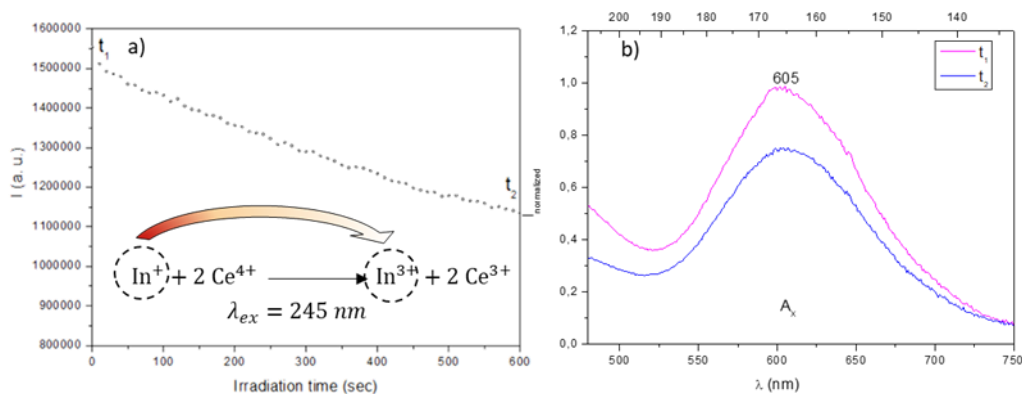 a)
t1
t2
1600000
1500000
1400000
1300000
1200000
1100000
1000000
900000
800000
I (a. u.)
In⁺ + 2 Ce⁴⁺ → In³⁺ + 2 Ce³⁺
λex = 245 nm
0 100 200 300 400 500 600
Irradiation time (sec)
200 190 180 170 160 150 140
b)
t1
t2
605
1,2
1,0
0,8
0,6
0,4
0,2
0,0
Inormalized
Ax
500 550 600 650 700 750
λ (nm)